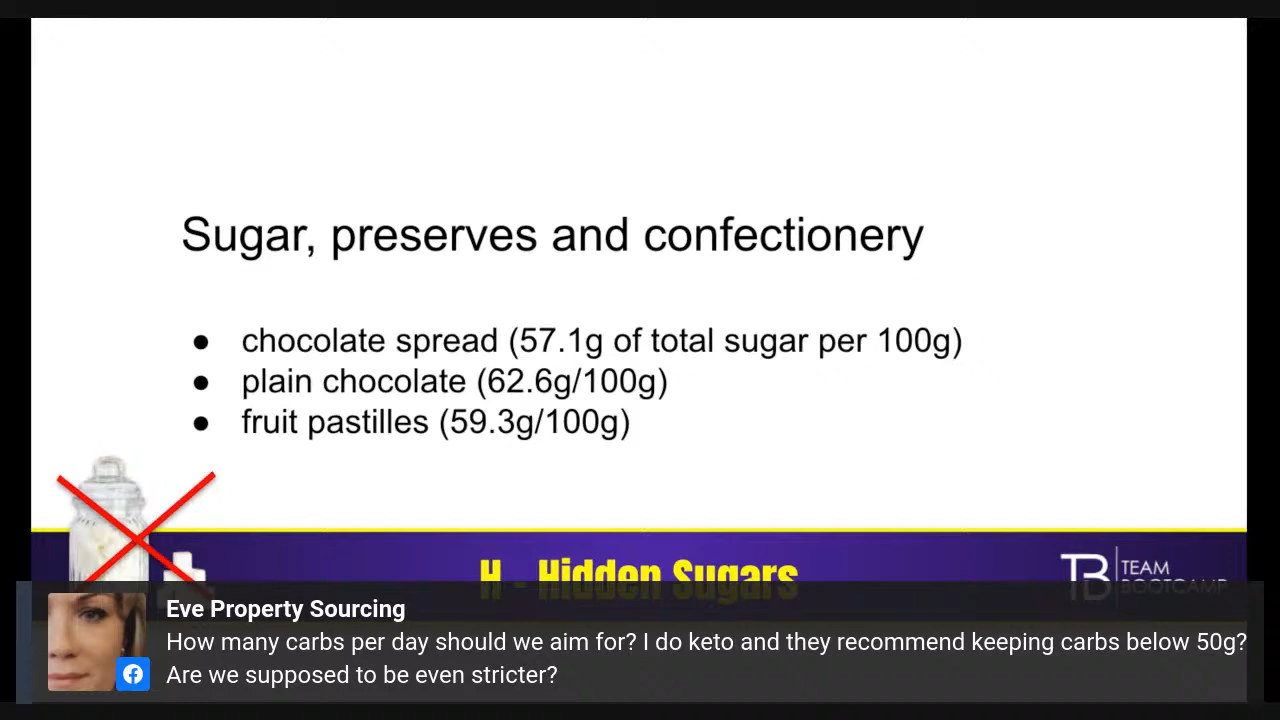 Sugar, preserves and confectionery
● chocolate spread (57.1g of total sugar per 100g)
● plain chocolate (62.6g/100g)
● fruit pastilles (59.3g/100g)
H - Hidden Sugars
TB TEAM
BOOTCAMP
Eve Property Sourcing
How many carbs per day should we aim for? I do keto and they recommend keeping carbs below 50g?
Are we supposed to be even stricter?